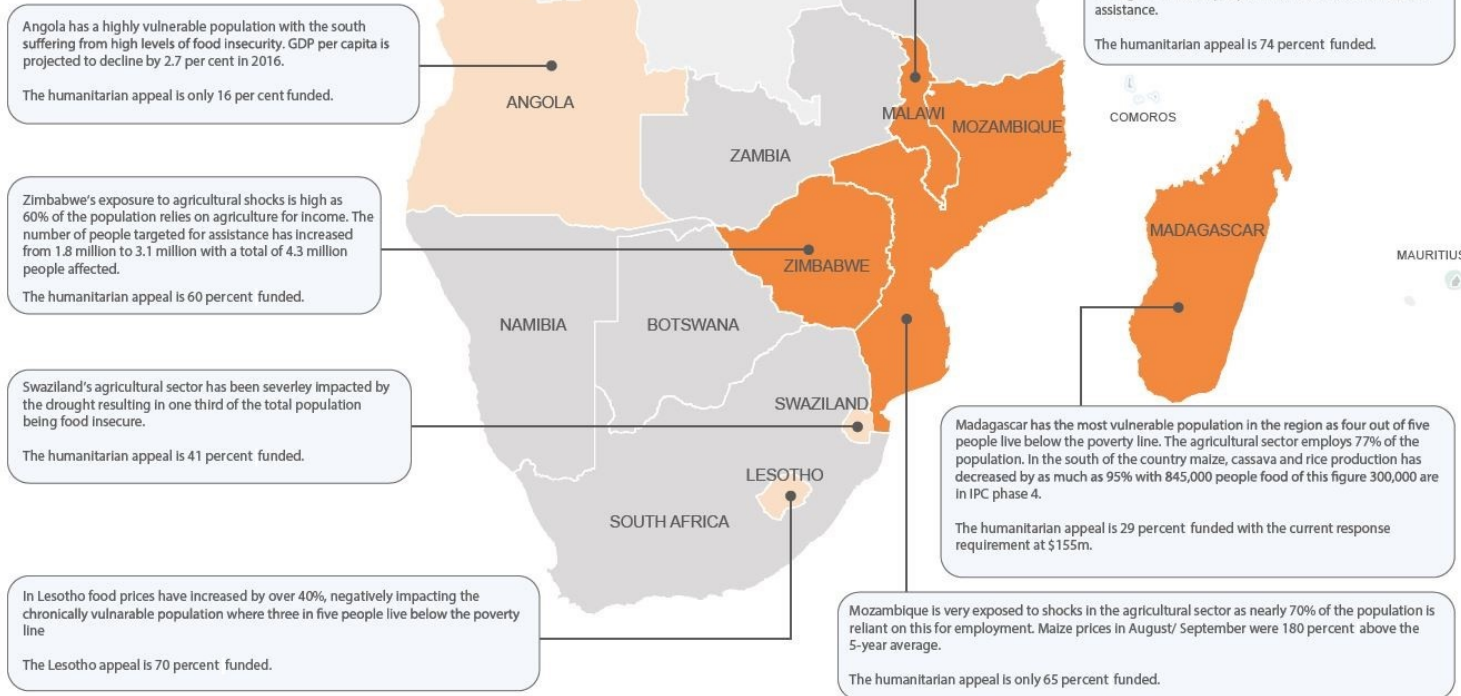 Angola has a highly vulnerable population with the south
suffering from high levels of food insecurity. GDP per capita is
projected to decline by 2.7 per cent in 2016.
The humanitarian appeal is only 16 per cent funded.
assistance.
The humanitarian appeal is 74 percent funded.
ANGOLA
MALAWI
MOZAMBIQUE
COMOROS
ZAMBIA
Zimbabwe's exposure to agricultural shocks is high as
60% of the population relies on agriculture for income. The
number of people targeted for assistance has increased
from 1.8 million to 3.1 million with a total of 4.3 million
people affected.
The humanitarian appeal is 60 percent funded.
MADAGASCAR
MAURITIUS
ZIMBABWE
NAMIBIA
BOTSWANA
Swaziland's agricultural sector has been severley impacted by
the drought resulting in one third of the total population
being food insecure.
The humanitarian appeal is 41 percent funded.
SWAZILAND
LESOTHO
SOUTH AFRICA
Madagascar has the most vulnerable population in the region as four out of five
people live below the poverty line. The agricultural sector employs 77% of the
population. In the south of the country maize, cassava and rice production has
decreased by as much as 95% with 845,000 people food of this figure 300,000 are
in IPC phase 4.
The humanitarian appeal is 29 percent funded with the current response
requirement at $155m.
In Lesotho food prices have increased by over 40%, negatively impacting the
chronically vulnarable population where three in five people live below the poverty
line
The Lesotho appeal is 70 percent funded.
Mozambique is very exposed to shocks in the agricultural sector as nearly 70% of the population is
reliant on this for employment. Maize prices in August/ September were 180 percent above the
5-year average.
The humanitarian appeal is only 65 percent funded.